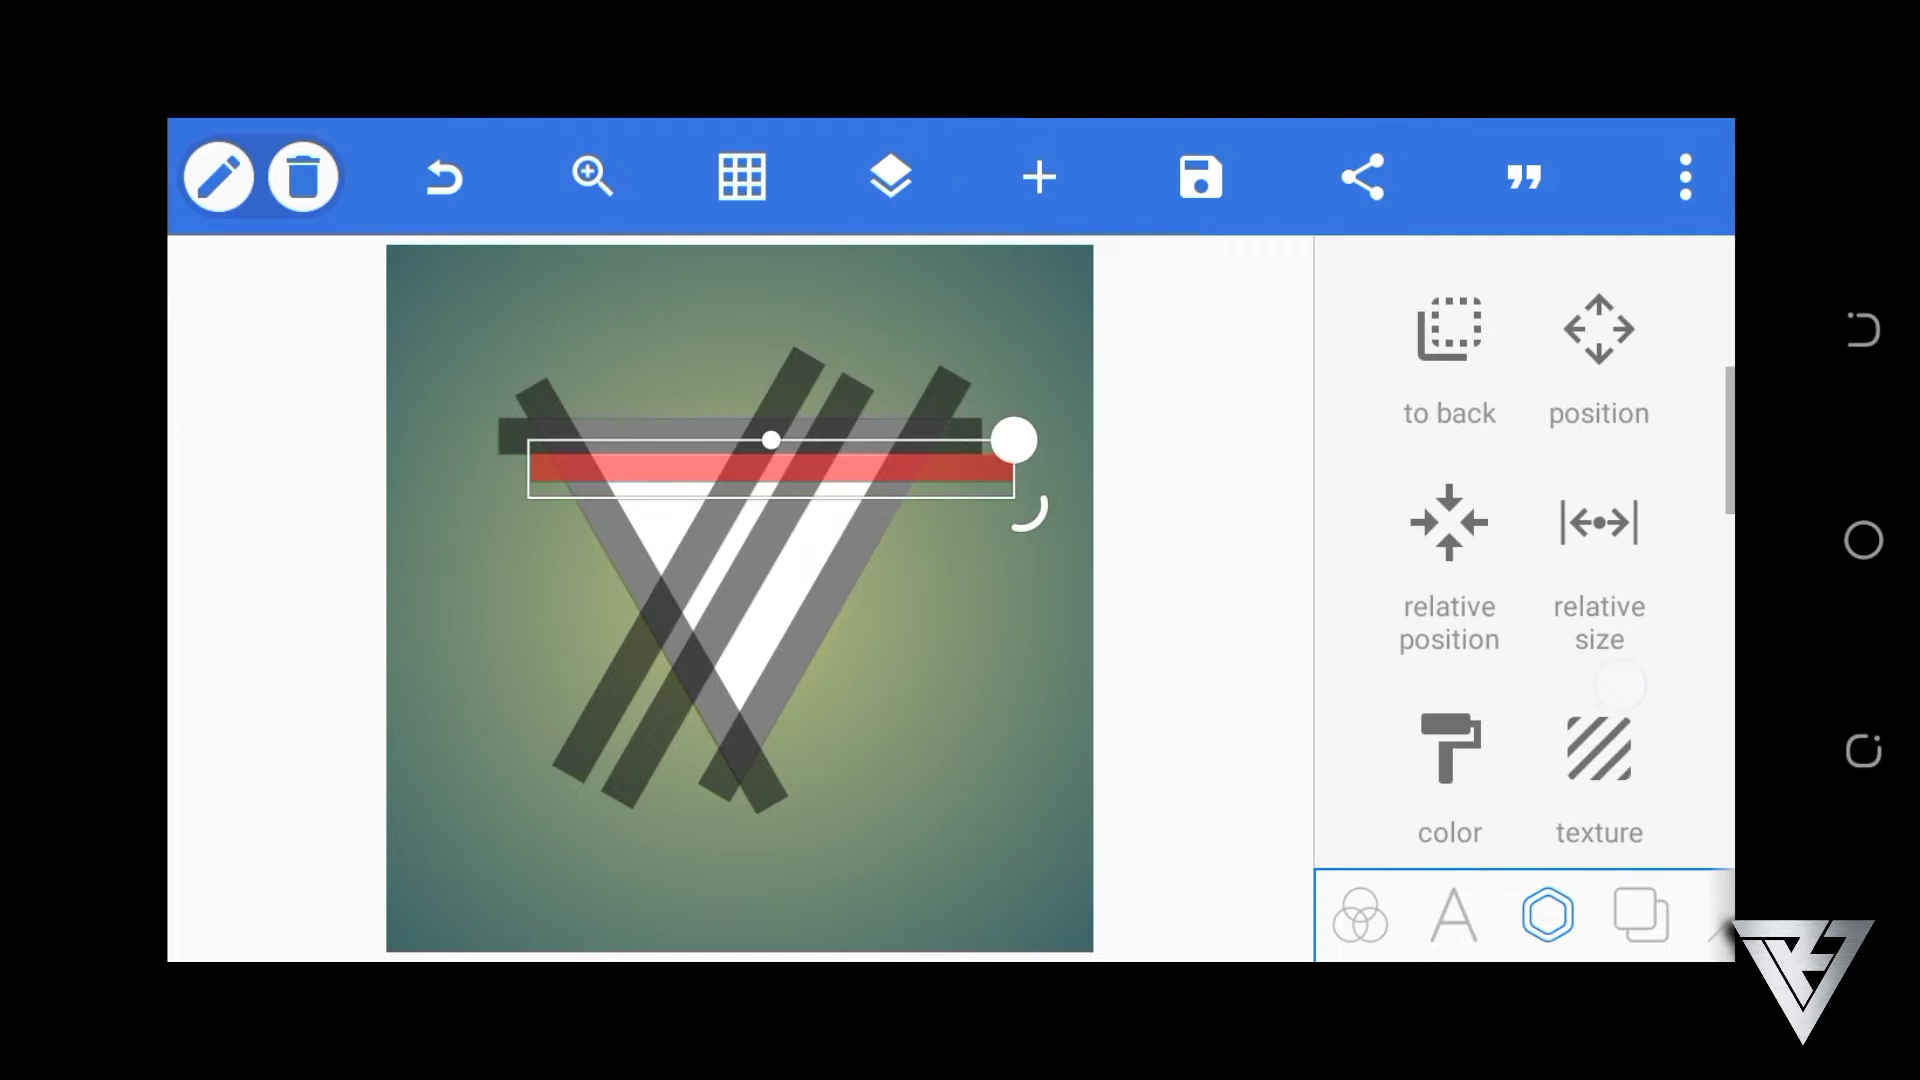 to back
position
relative
position
relative
size
color
texture